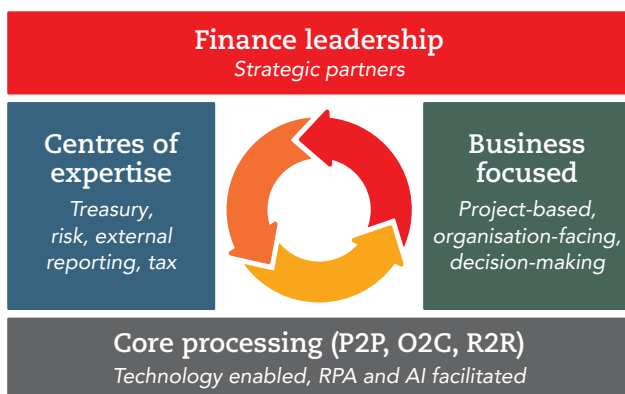 Finance leadership
Strategic partners
Centres of
expertise
Treasury,
risk, external
reporting, tax
Business
focused
Project-based,
organisation-facing,
decision-making
Core processing (P2P, O2C, R2R)
Technology enabled, RPA and AI facilitated